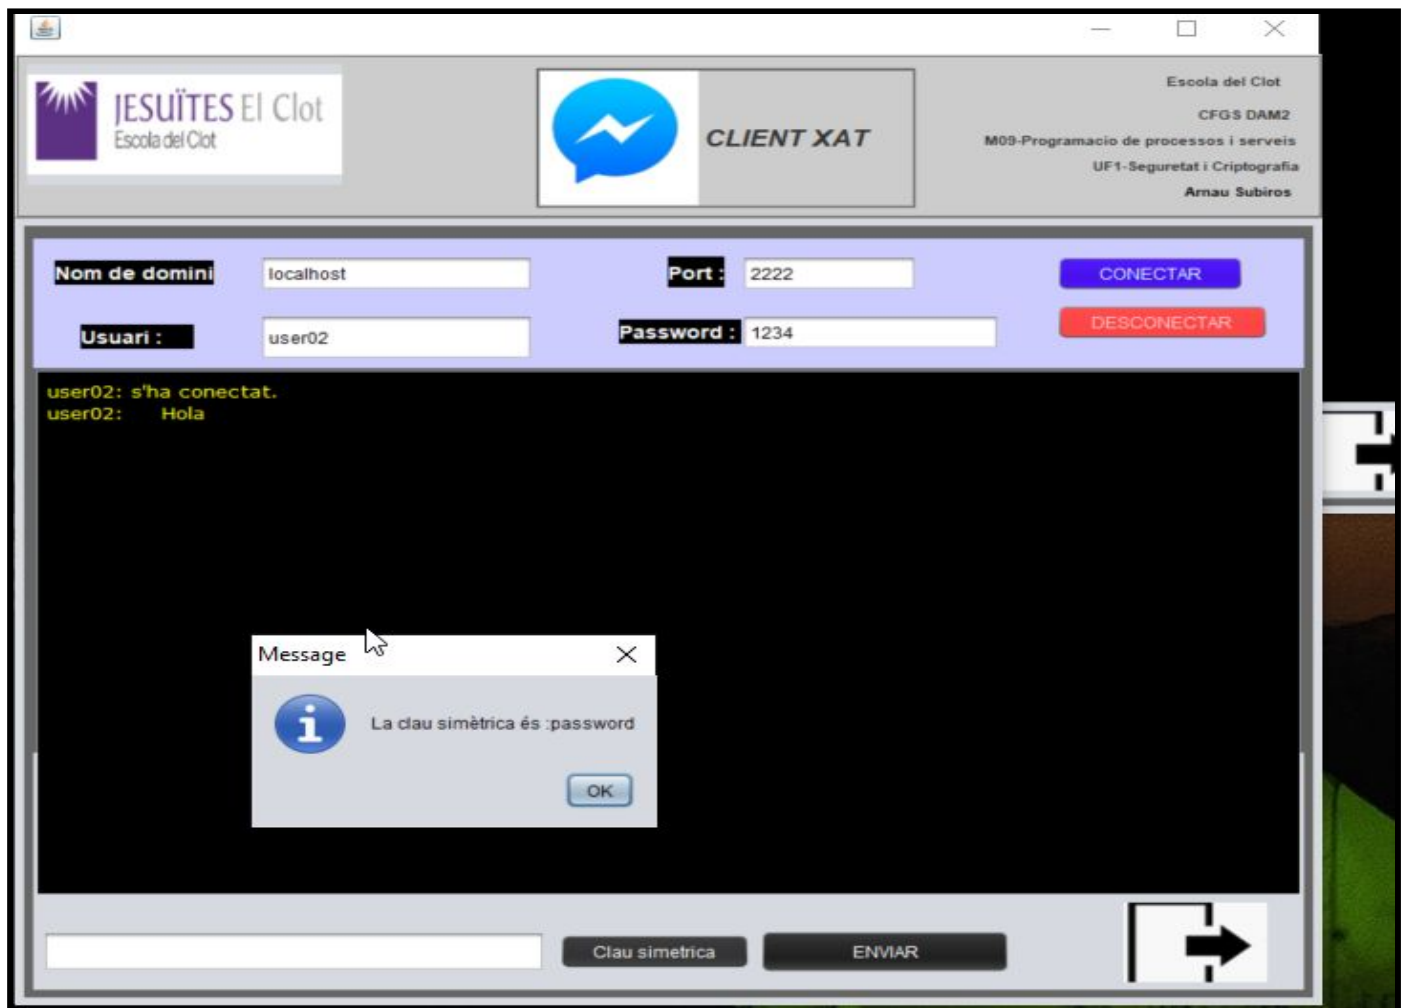 JESUÏTES El Clot
Escola del Clot
CLIENT XAT
Escola del Clot
CFGS DAM2
M09-Programacio de processos i serveis
UF1-Seguretat i Criptografia
Arnau Subiros
Nom de domini localhost Port : 2222 CONECTAR
Usuari : user02 Password : 1234 DESCONECTAR
user02: s'ha conectat.
user02: Hola
Message
La clau simètrica és :password
OK
Clau simetrica ENVIAR